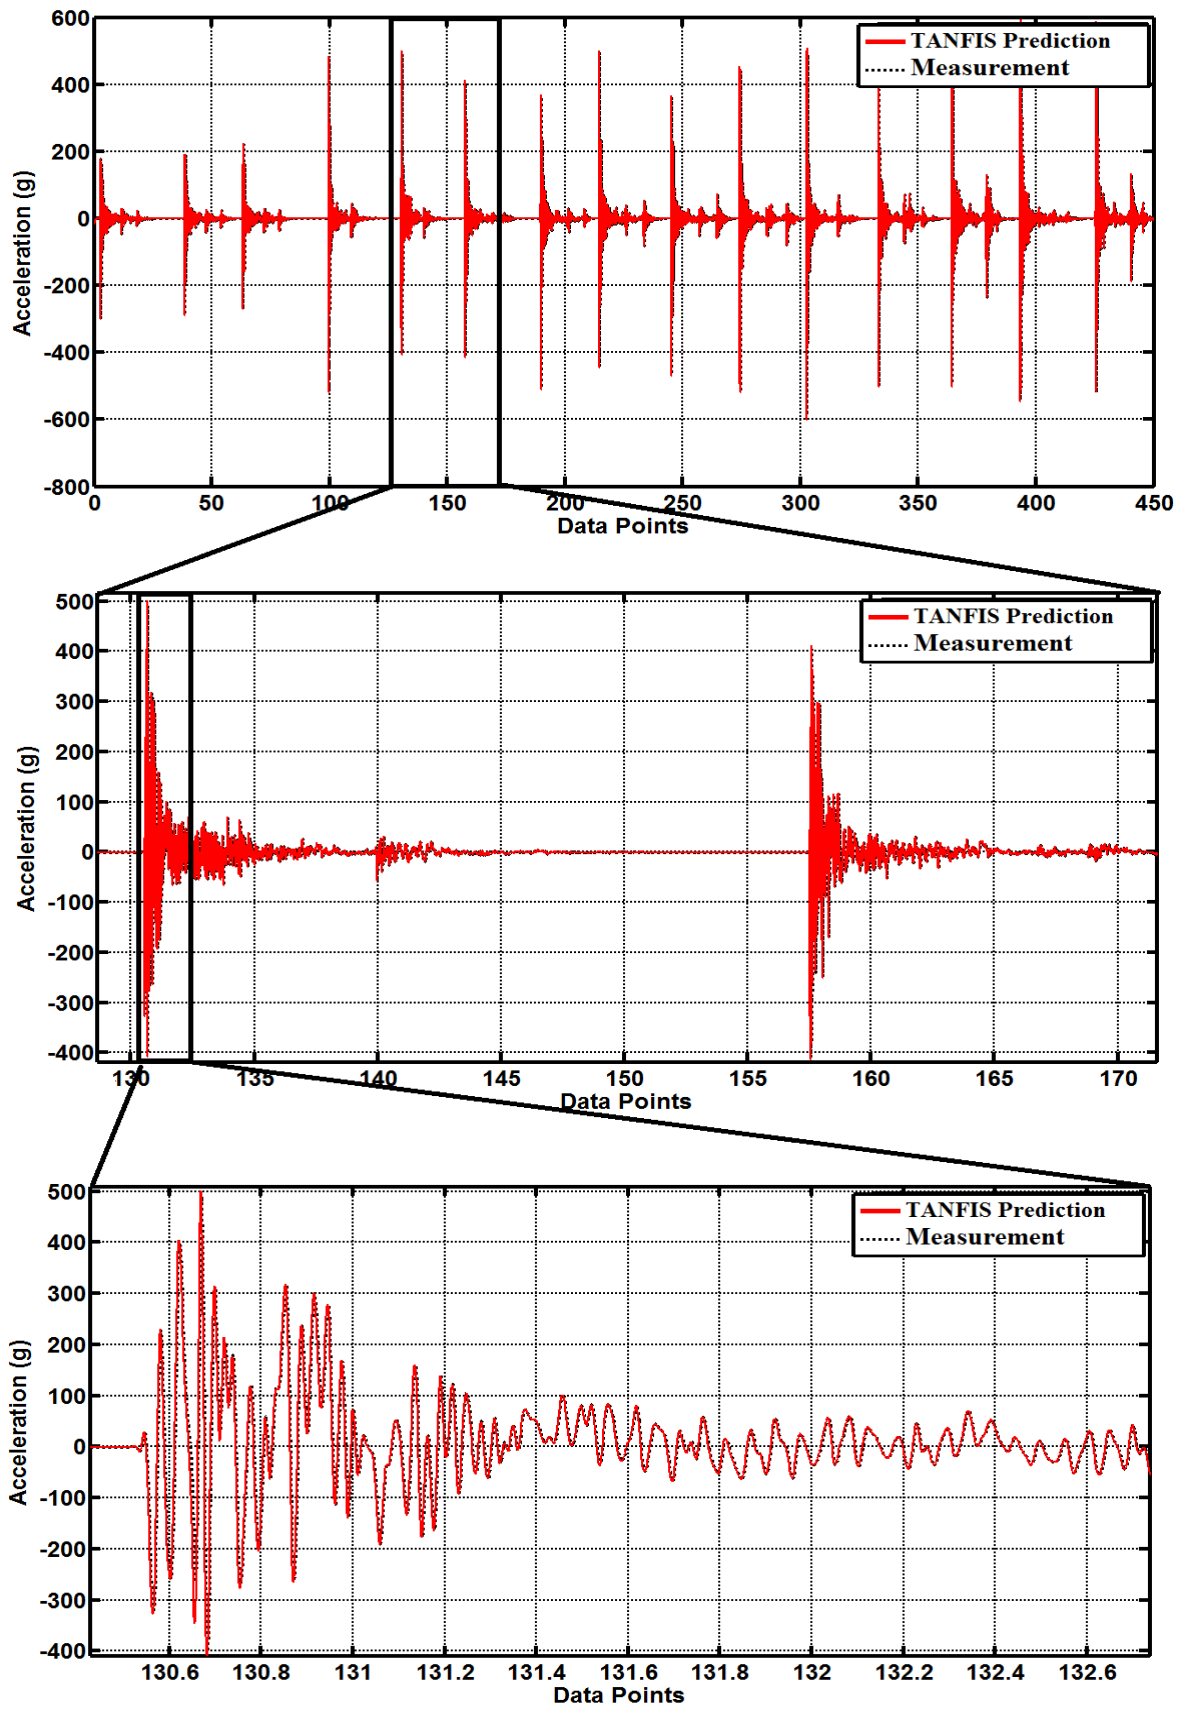 600
400
200
0
-200
-400
-600
-800
Acceleration (g)
TANFIS Prediction
Measurement
0 50 100 150 200 250 300 350 400 450
Data Points
500
400
300
200
100
0
-100
-200
-300
-400
Acceleration (g)
TANFIS Prediction
Measurement
130 135 140 145 150 155 160 165 170
Data Points
500
400
300
200
100
0
-100
-200
-300
-400
Acceleration (g)
TANFIS Prediction
Measurement
130.6 130.8 131 131.2 131.4 131.6 131.8 132 132.2 132.4 132.6
Data Points